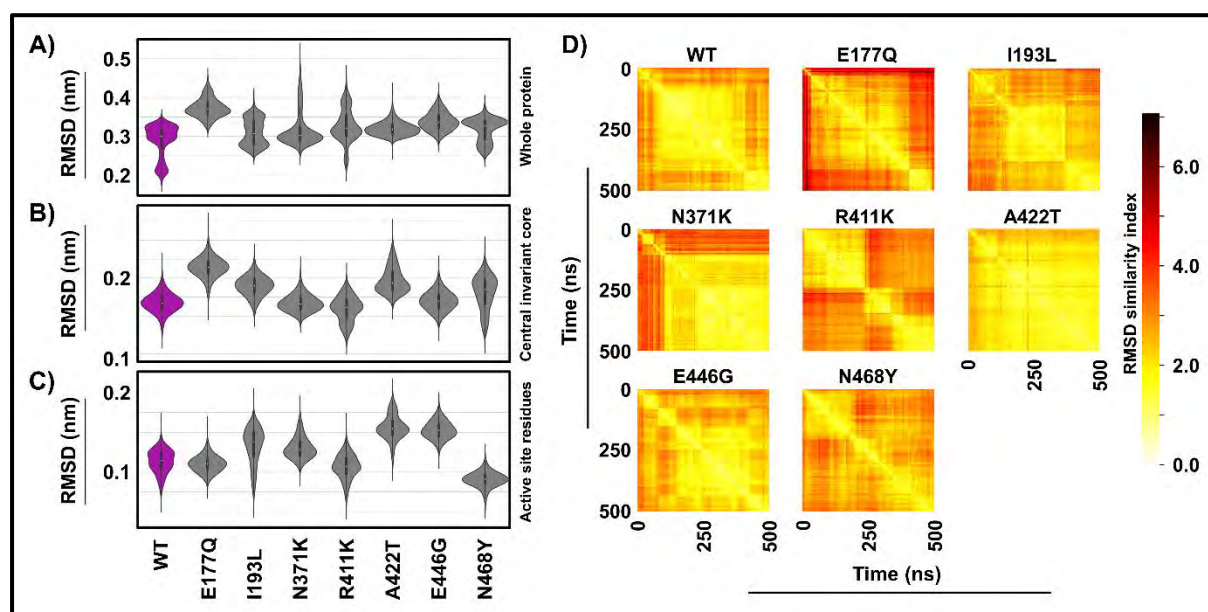 A)
RMSD (nm)
0.5
0.4
0.3
0.2
Whole protein
B)
RMSD (nm)
0.2
0.1
Central invariant core
C)
RMSD (nm)
0.2
0.1
Active site residues
WT
E177Q
I193L
N371K
R411K
A422T
E446G
N468Y
D)
WT
E177Q
I193L
0
250
500
N371K
R411K
A422T
0
250
500
0
250
500
E446G
N468Y
0
250
500
0
250
500
0
250
500
Time (ns)
Time (ns)
RMSD similarity index
6.0
4.0
2.0
0.0